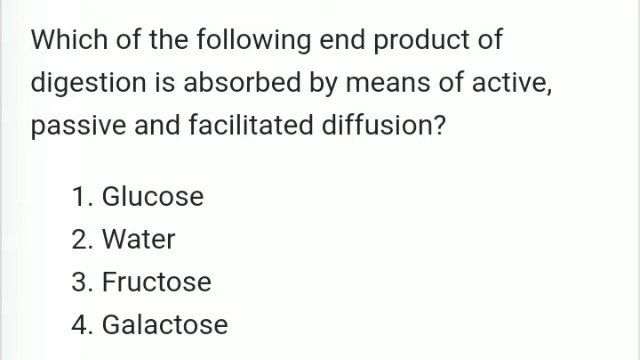 Which of the following end product of
digestion is absorbed by means of active,
passive and facilitated diffusion?
1. Glucose
2. Water
3. Fructose
4. Galactose